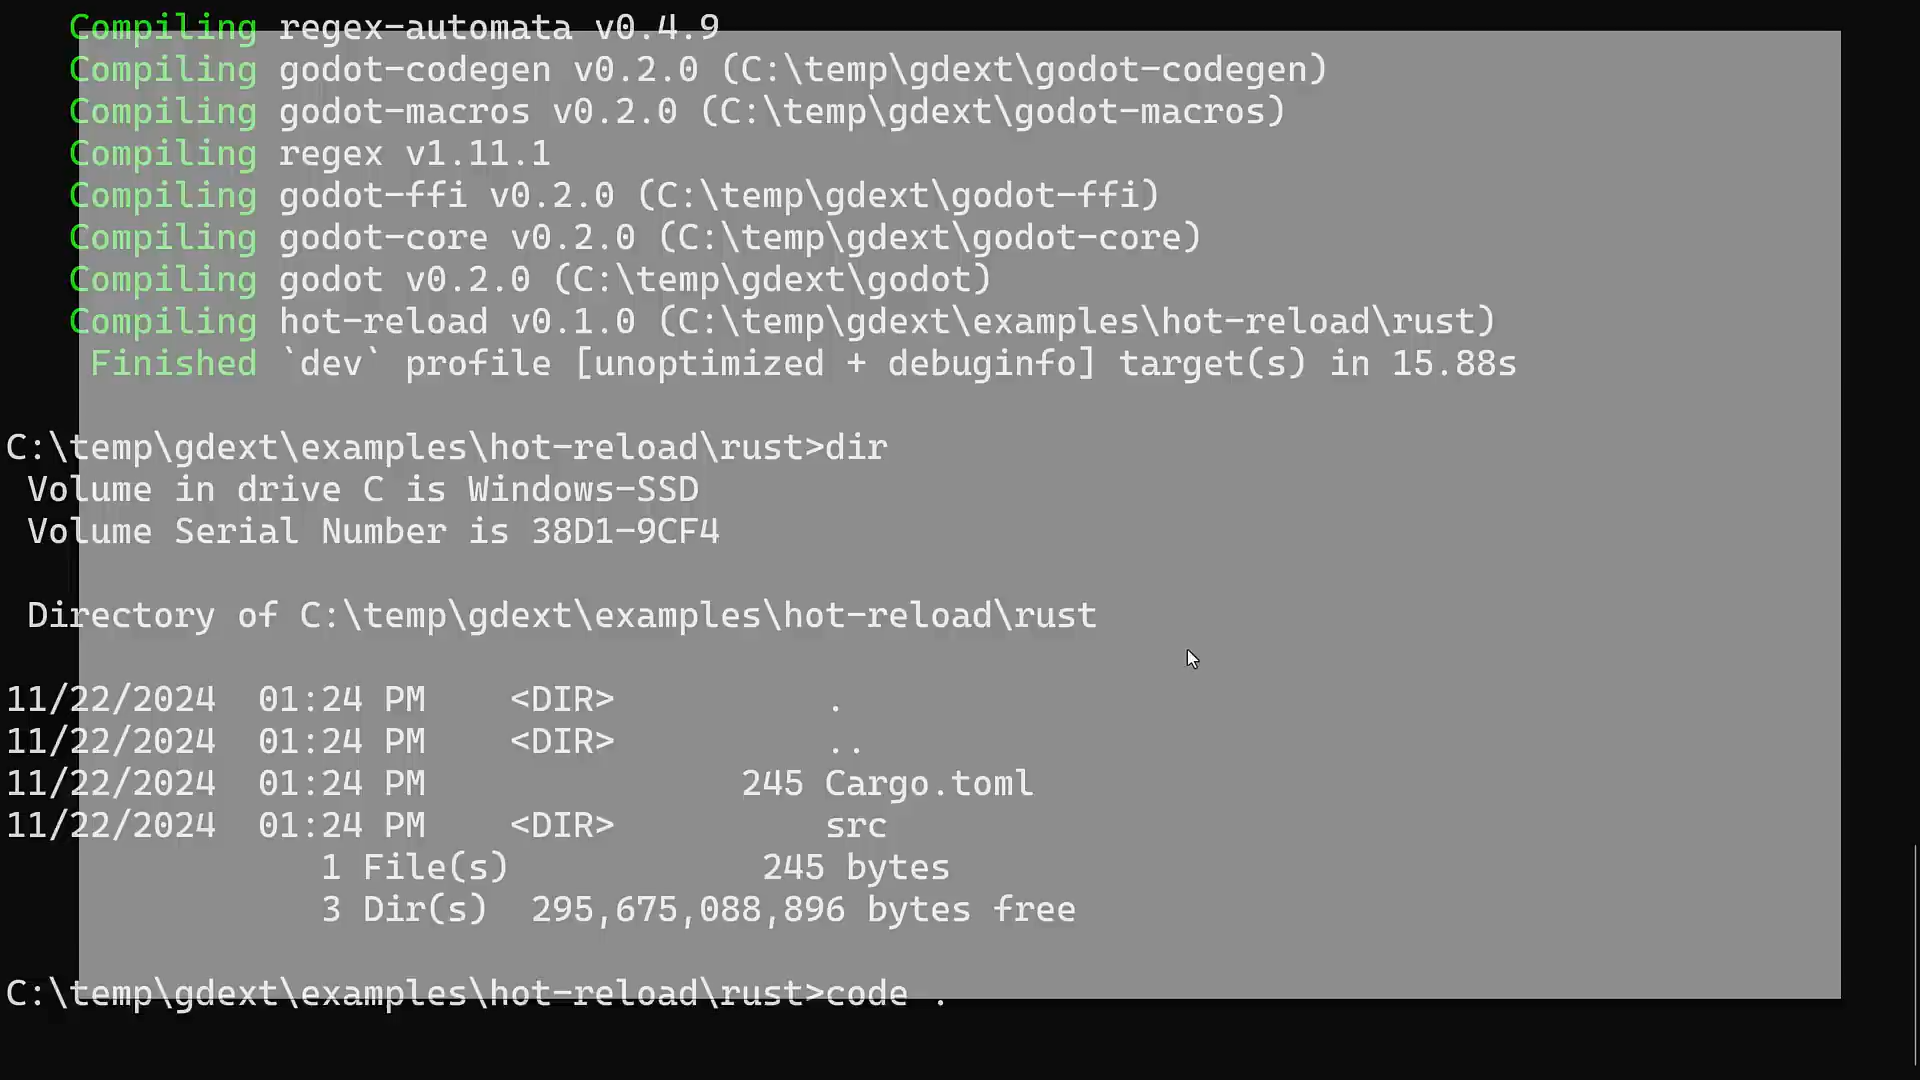 Compiling regex-automata v0.4.9
Compiling godot-codegen v0.2.0 (C:\temp\gdext\godot-codegen)
Compiling godot-macros v0.2.0 (C:\temp\gdext\godot-macros)
Compiling regex v1.11.1
Compiling godot-ffi v0.2.0 (C:\temp\gdext\godot-ffi)
Compiling godot-core v0.2.0 (C:\temp\gdext\godot-core)
Compiling godot v0.2.0 (C:\temp\gdext\godot)
Compiling hot-reload v0.1.0 (C:\temp\gdext\examples\hot-reload\rust)
Finished `dev` profile [unoptimized + debuginfo] target(s) in 15.88s
C:\temp\gdext\examples\hot-reload\rust>dir
Volume in drive C is Windows-SSD
Volume Serial Number is 38D1-9CF4
Directory of C:\temp\gdext\examples\hot-reload\rust
11/22/2024  01:24 PM    <DIR>          .
11/22/2024  01:24 PM    <DIR>          ..
11/22/2024  01:24 PM               245 Cargo.toml
11/22/2024  01:24 PM    <DIR>          src
1 File(s)            245 bytes
3 Dir(s)  295,675,088,896 bytes free
C:\temp\gdext\examples\hot-reload\rust>code .